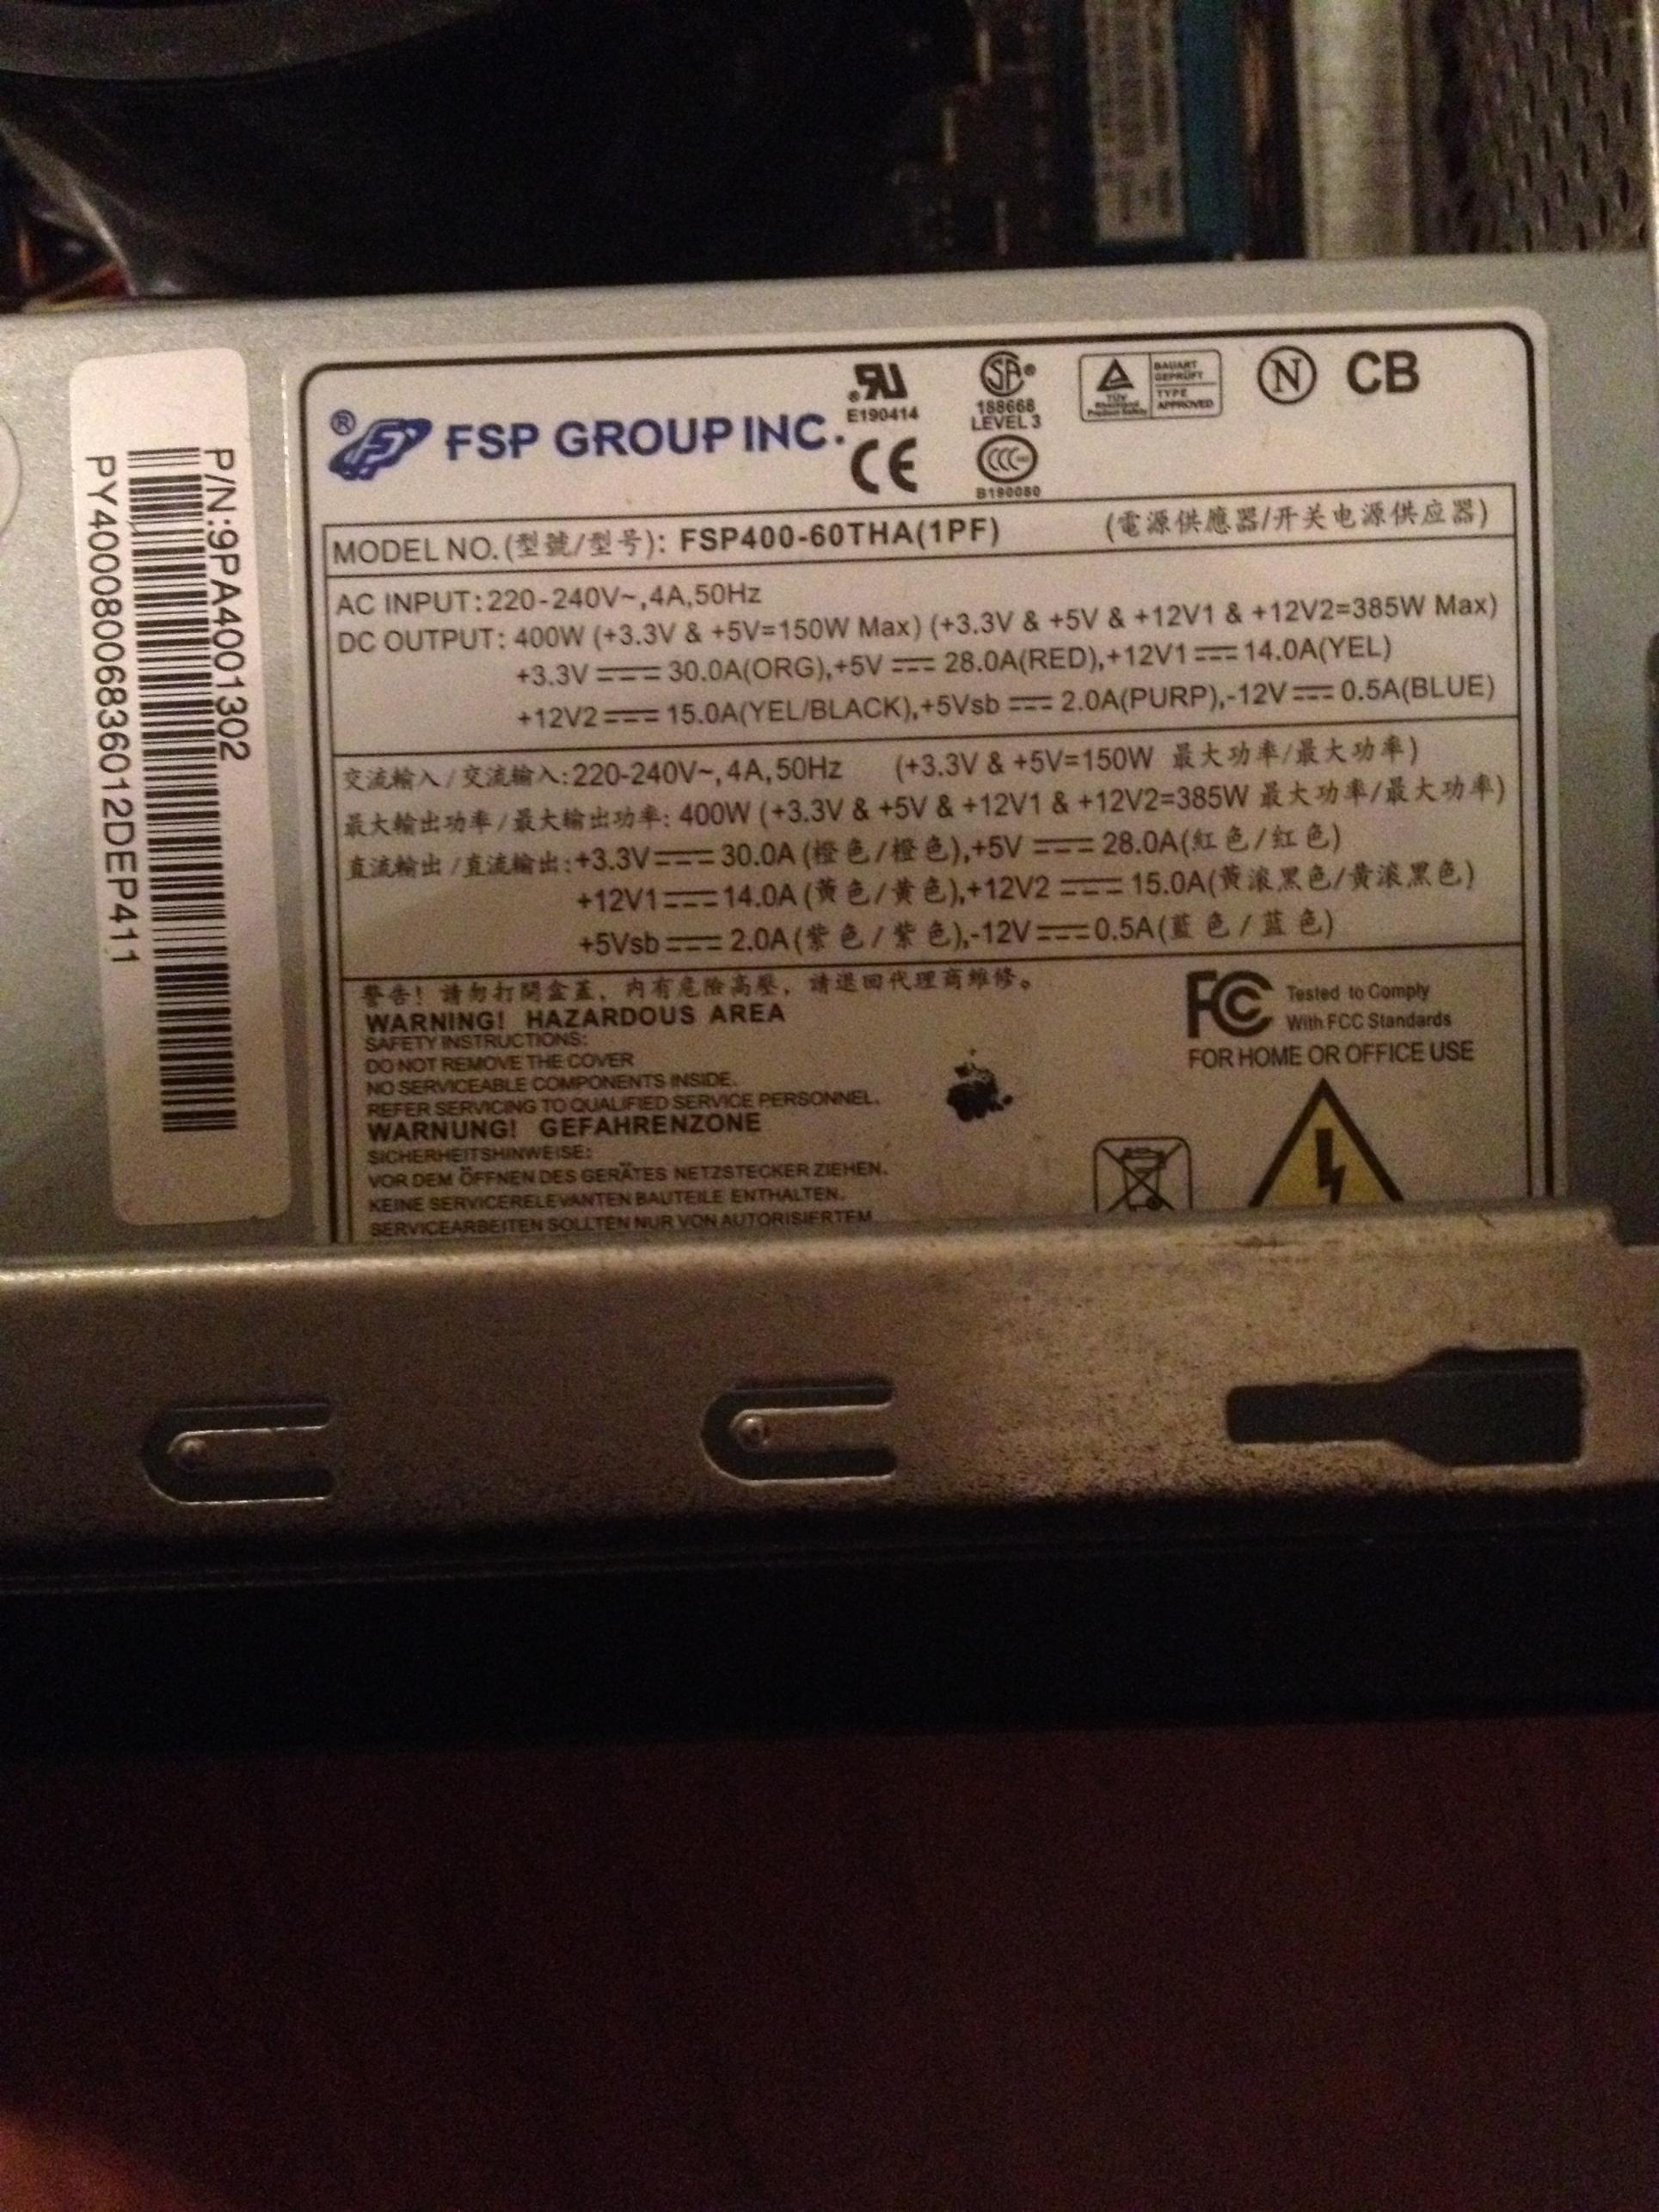 P/N:9PA4001302
PY40008006836012DEP411
® FSP GROUP INC.
E190414
188668
LEVEL 3
BAUART
GEPRÜFT
TYPE
APPROVED
TÜV
Rheinland
Product Safety
N
CB
CE
CCC
B190080
MODEL NO.(型號/型号): FSP400-60THA(1PF) (電源供應器/开关电源供应器)
AC INPUT:220-240V~,4A,50Hz
DC OUTPUT: 400W (+3.3V & +5V=150W Max) (+3.3V & +5V & +12V1 & +12V2=385W Max)
+3.3V ⎓ 30.0A(ORG),+5V ⎓ 28.0A(RED),+12V1 ⎓ 14.0A(YEL)
+12V2 ⎓ 15.0A(YEL/BLACK),+5Vsb ⎓ 2.0A(PURP),-12V ⎓ 0.5A(BLUE)
交流輸入/交流输入:220-240V~,4A,50Hz (+3.3V & +5V=150W 最大功率/最大功率)
最大輸出功率/最大输出功率: 400W (+3.3V & +5V & +12V1 & +12V2=385W 最大功率/最大功率)
直流輸出/直流输出:+3.3V ⎓ 30.0A(橙色/橙色),+5V ⎓ 28.0A(紅色/红色)
+12V1 ⎓ 14.0A(黃色/黄色),+12V2 ⎓ 15.0A(黃滾黑色/黄滚黑色)
+5Vsb ⎓ 2.0A(紫色/紫色),-12V ⎓ 0.5A(藍色/蓝色)
警告! 請勿打開盒蓋, 內有危險高壓, 請退回代理商維修。
WARNING! HAZARDOUS AREA
SAFETY INSTRUCTIONS:
DO NOT REMOVE THE COVER
NO SERVICEABLE COMPONENTS INSIDE.
REFER SERVICING TO QUALIFIED SERVICE PERSONNEL.
WARNUNG! GEFAHRENZONE
SICHERHEITSHINWEISE:
VOR DEM ÖFFNEN DES GERÄTES NETZSTECKER ZIEHEN.
KEINE SERVICERELEVANTEN BAUTEILE ENTHALTEN.
SERVICEARBEITEN SOLLTEN NUR VON AUTORISIERTEM
FC Tested to Comply
With FCC Standards
FOR HOME OR OFFICE USE